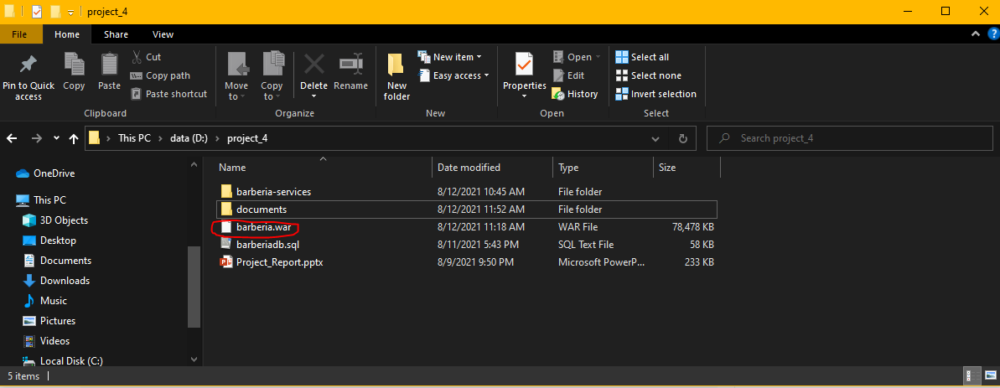 project_4
File Home Share View
Pin to Quick access
Copy
Paste
Cut
Copy path
Paste shortcut
Clipboard
Move to
Copy to
Delete
Rename
Organize
New folder
New item
Easy access
New
Properties
Open
Edit
History
Open
Select all
Select none
Invert selection
Select
This PC > data (D:) > project_4
Search project_4
OneDrive
This PC
3D Objects
Desktop
Documents
Downloads
Music
Pictures
Videos
Local Disk (C:)
Name Date modified Type Size
barberia-services 8/12/2021 10:45 AM File folder
documents 8/12/2021 11:52 AM File folder
barberia.war 8/12/2021 11:18 AM WAR File 78,478 KB
barberiadb.sql 8/11/2021 5:43 PM SQL Text File 58 KB
Project_Report.pptx 8/9/2021 9:50 PM Microsoft PowerP... 233 KB
5 items